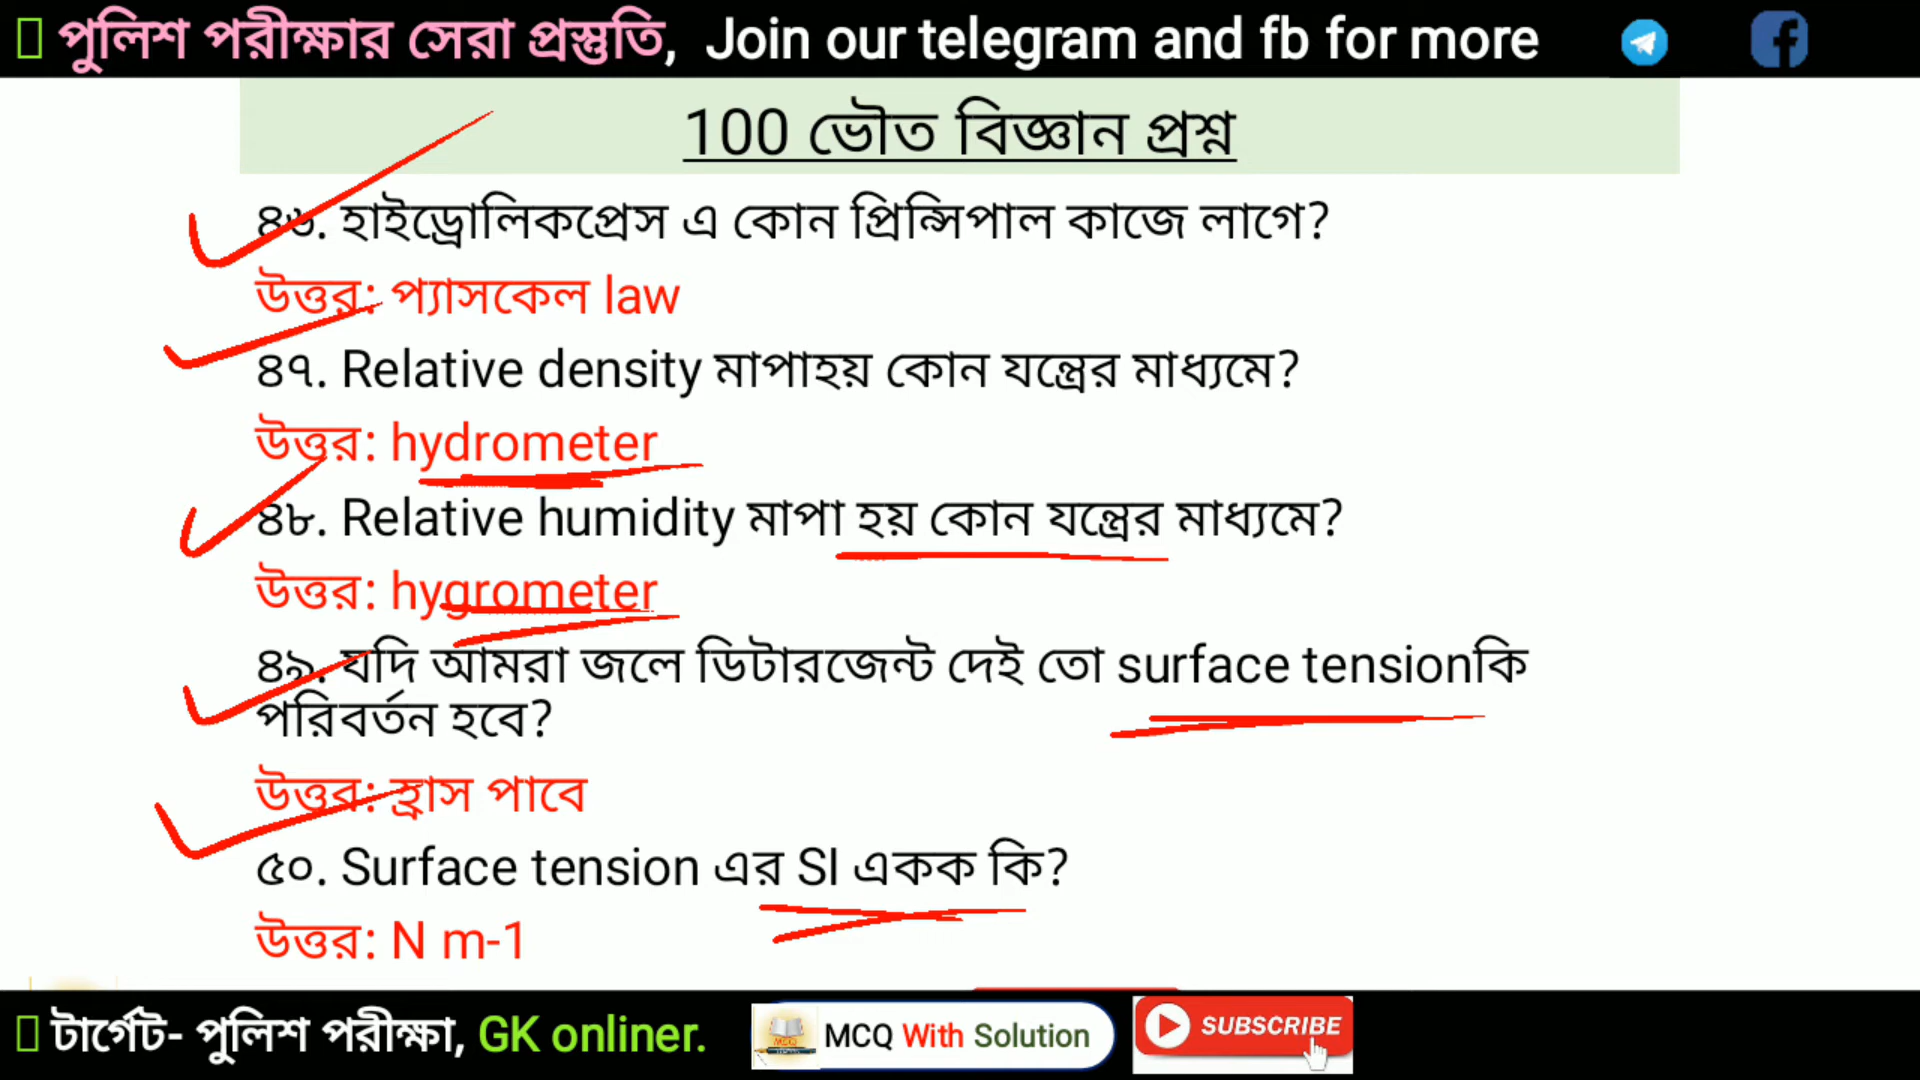 পুলিশ পরীক্ষার সেরা প্রস্তুতি, Join our telegram and fb for more
100 ভৌত বিজ্ঞান প্রশ্ন
৪৬. হাইড্রোলিকপ্রেস এ কোন প্রিন্সিপাল কাজে লাগে?
উত্তর: প্যাসকেল law
৪৭. Relative density মাপাহয় কোন যন্ত্রের মাধ্যমে?
উত্তর: hydrometer
৪৮. Relative humidity মাপা হয় কোন যন্ত্রের মাধ্যমে?
উত্তর: hygrometer
৪৯. যদি আমরা জলে ডিটারজেন্ট দেই তো surface tensionকি
পরিবর্তন হবে?
উত্তর: হ্রাস পাবে
৫০. Surface tension এর SI একক কি?
উত্তর: N m-1
টার্গেট- পুলিশ পরীক্ষা, GK onliner. MCQ With Solution SUBSCRIBE